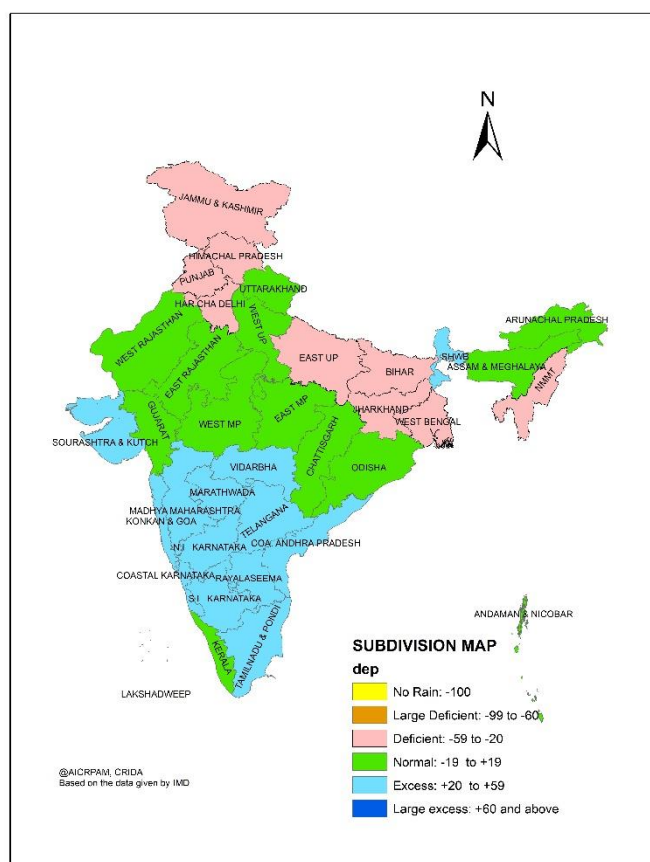 N
JAMMU & KASHMIR
HIMACHAL PRADESH
PUNJAB
UTTARAKHAND
HAR CHA DELHI
WEST UP
WEST RAJASTHAN
EAST RAJASTHAN
ARUNACHAL PRADESH
SHWB
ASSAM & MEGHALAYA
NMMT
EAST UP
BIHAR
JHARKHAND
WEST BENGAL
EAST MP
GUJARAT
WEST MP
CHATTISGARH
SOURASHTRA & KUTCH
ODISHA
VIDARBHA
MARATHWADA
MADHYA MAHARASHTRA
KONKAN & GOA
TELANGANA
N.I KARNATAKA
COA. ANDHRA PRADESH
COASTAL KARNATAKA
RAYALASEEMA
S.I KARNATAKA
TAMILNADU & PONDI
KERALA
ANDAMAN & NICOBAR
LAKSHADWEEP
SUBDIVISION MAP
dep
No Rain: -100
Large Deficient: -99 to -60
Deficient: -59 to -20
Normal: -19 to +19
Excess: +20 to +59
Large excess: +60 and above
@AICRPAM, CRIDA
Based on the data given by IMD